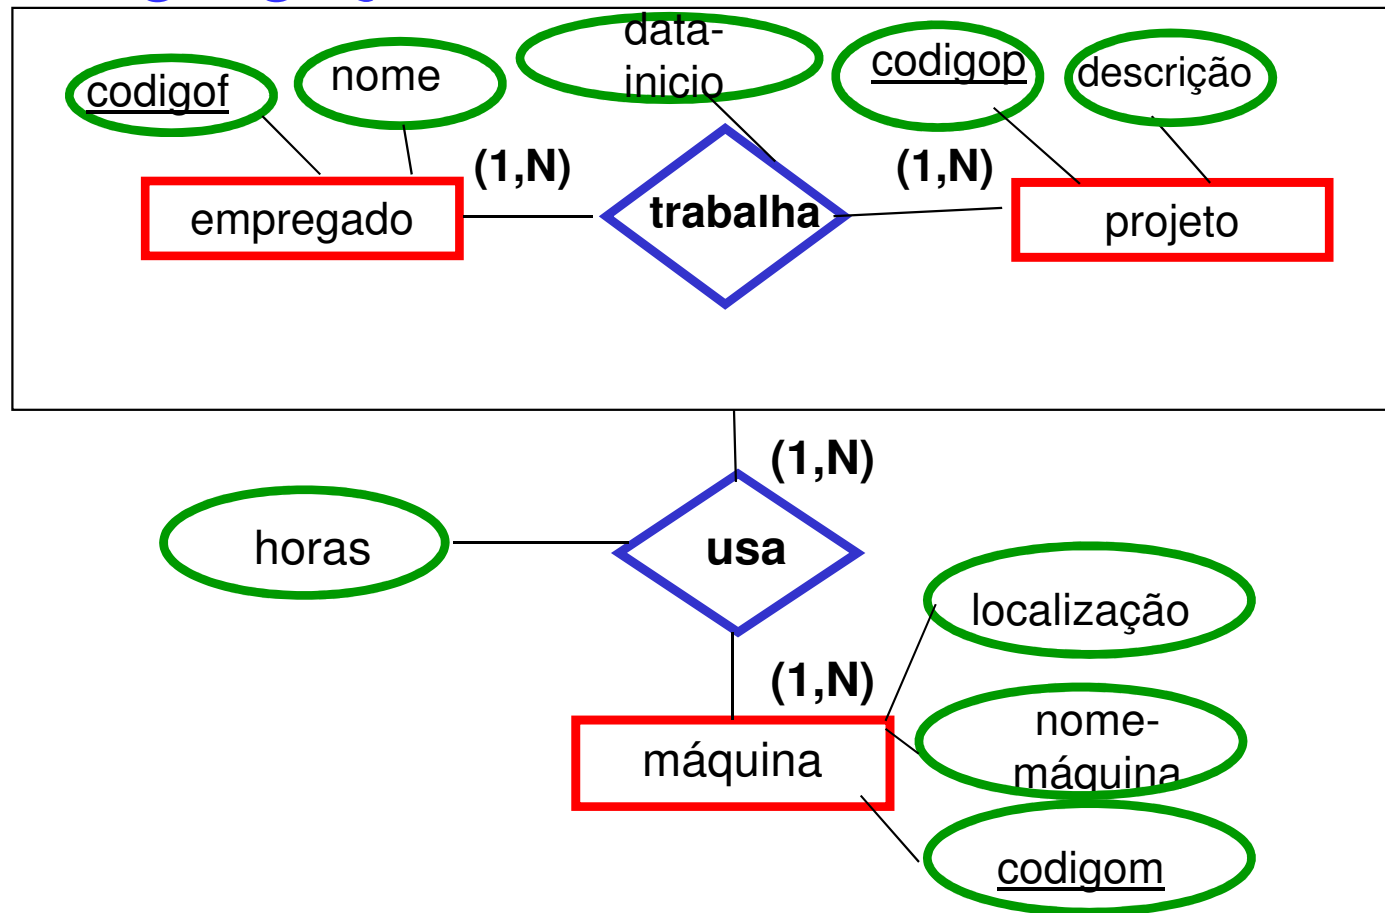 data-
inicio
codigof
nome
codigop
descrição
(1,N)
(1,N)
empregado
trabalha
projeto
(1,N)
horas
usa
localização
(1,N)
nome-
máquina
máquina
codigom